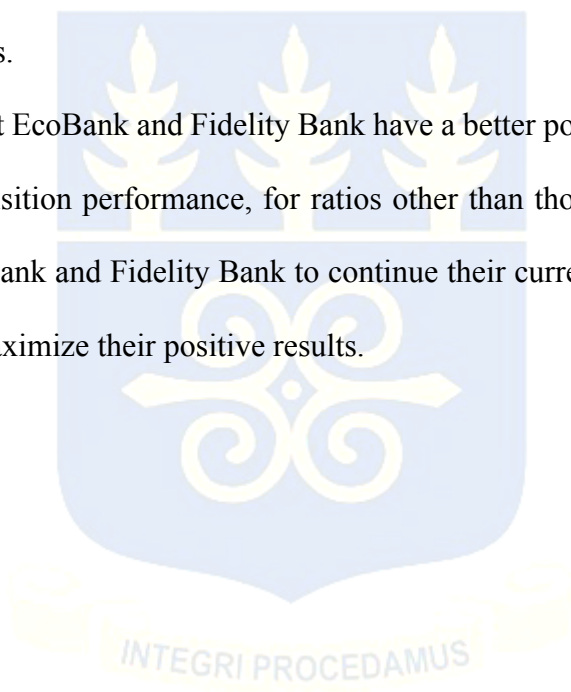 s.
t EcoBank and Fidelity Bank have a better po
sition performance, for ratios other than tho
ank and Fidelity Bank to continue their curre
aximize their positive results.
INTEGRI PROCEDAMUS